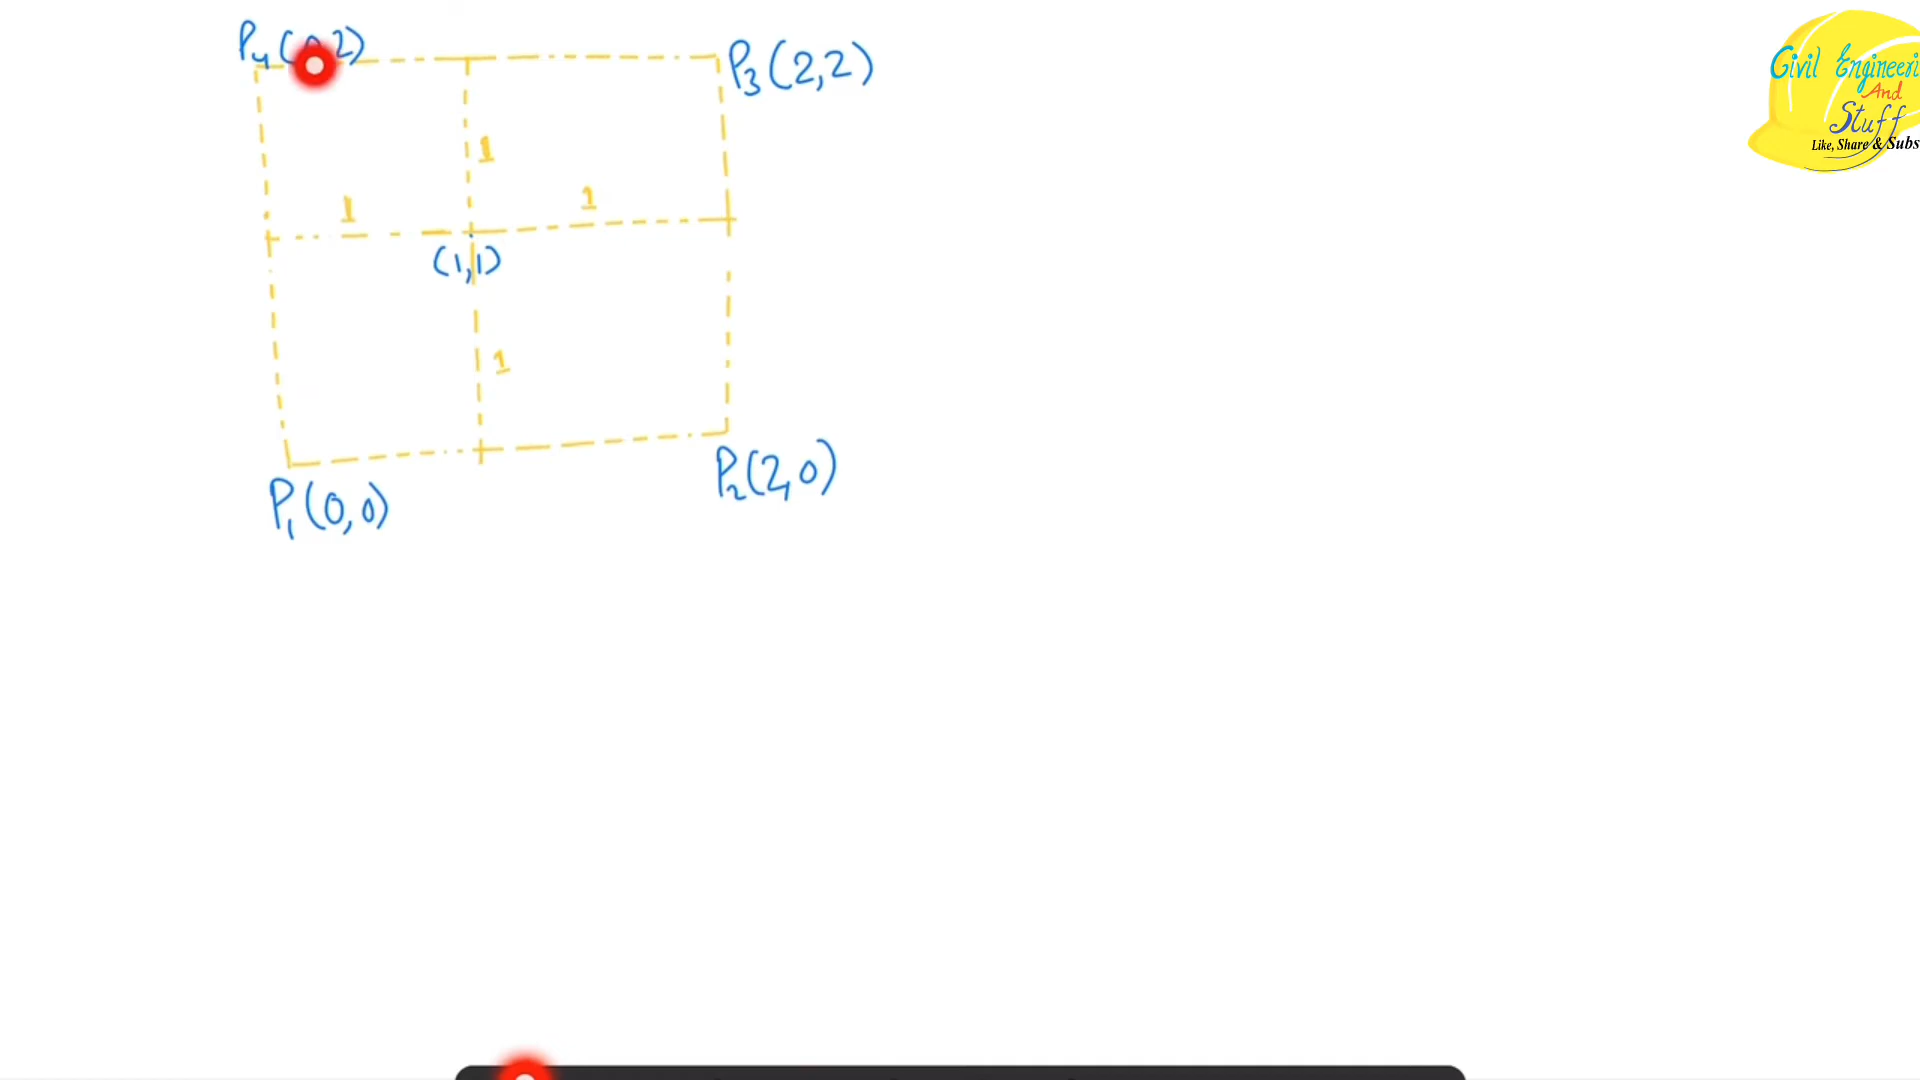 P4 (0,2)
P3 (2,2)
1
1
1
(1,1)
1
P2 (2,0)
P1 (0,0)
Civil Engineeri
And
Stuff
Like, Share & Subs